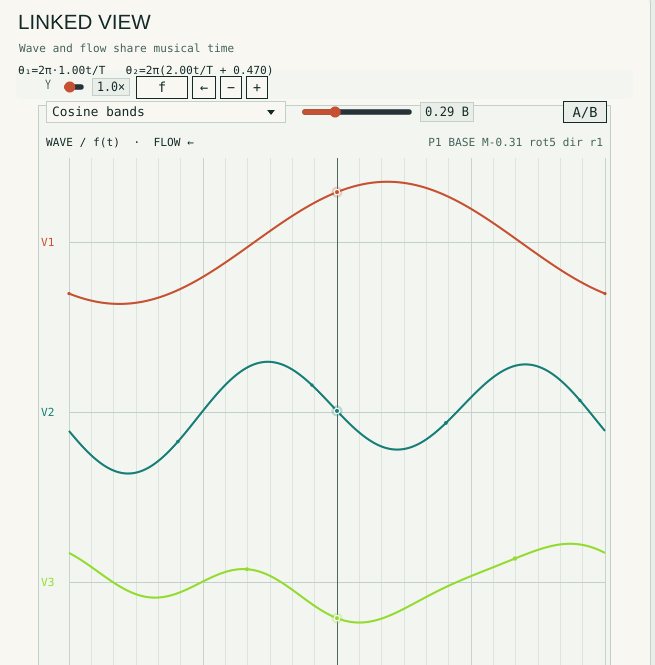 LINKED VIEW
Wave and flow share musical time
θ₁=2π·1.00t/T θ₂=2π(2.00t/T + 0.470)
Y 1.0× f ← − +
Cosine bands 0.29 B A/B
WAVE / f(t) · FLOW ← P1 BASE M-0.31 rot5 dir r1
V1
V2
V3